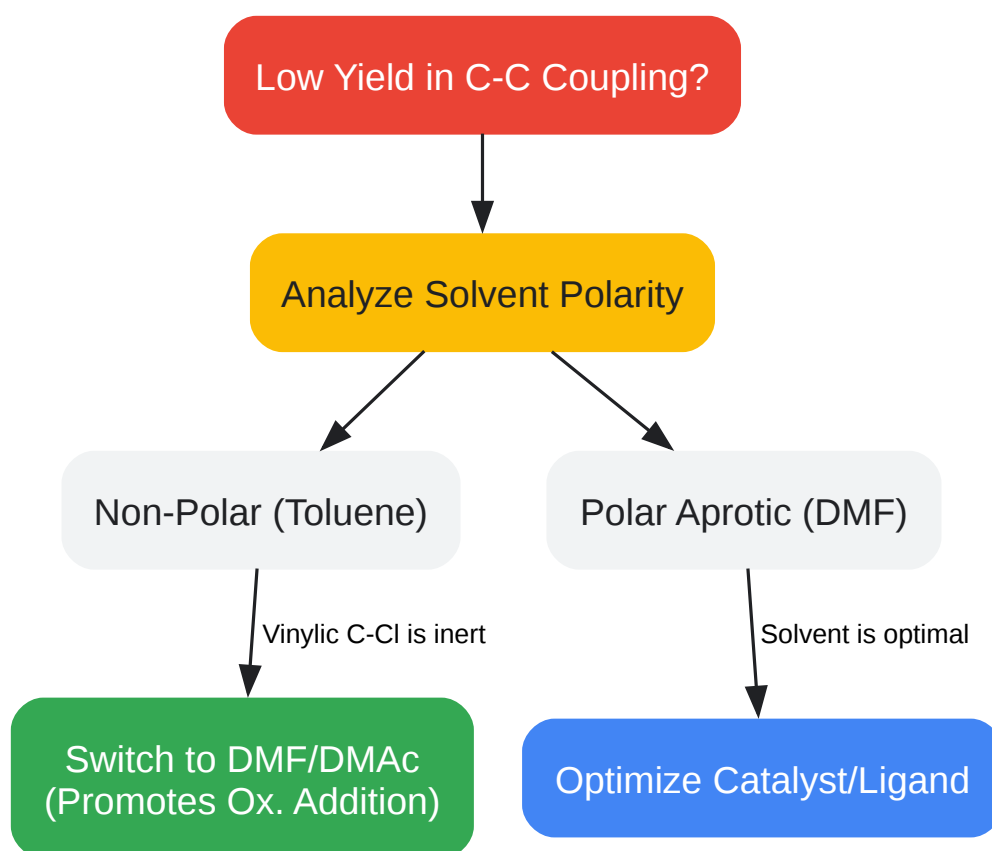 Low Yield in C-C Coupling?
Analyze Solvent Polarity
Non-Polar (Toluene)
Polar Aprotic (DMF)
Vinylic C-Cl is inert
Solvent is optimal
Switch to DMF/DMAc
(Promotes Ox. Addition)
Optimize Catalyst/Ligand